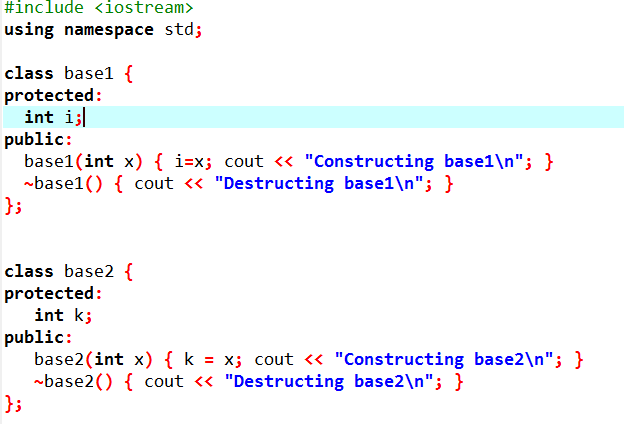 #include <iostream>
using namespace std;
class base1 {
protected:
int i;
public:
base1(int x) { i=x; cout << "Constructing base1\n"; }
~base1() { cout << "Destructing base1\n"; }
};
class base2 {
protected:
int k;
public:
base2(int x) { k = x; cout << "Constructing base2\n"; }
~base2() { cout << "Destructing base2\n"; }
};